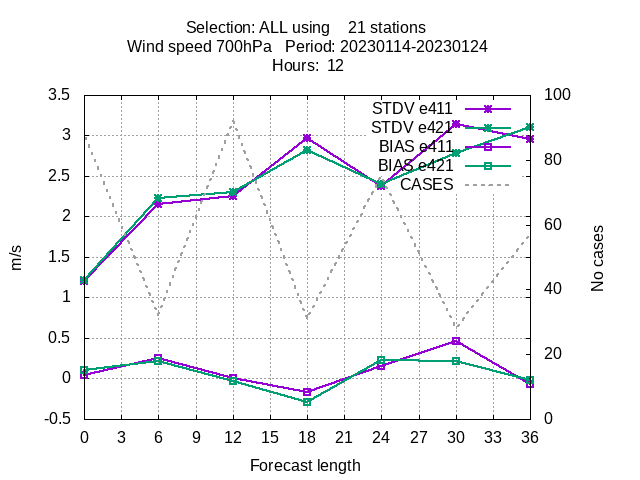 Selection: ALL using 21 stations
Wind speed 700hPa Period: 20230114-20230124
Hours: 12
STDV e411
STDV e421
BIAS e411
BIAS e421
CASES
3.5
3
2.5
2
1.5
1
0.5
0
-0.5
m/s
100
80
60
40
20
0
No cases
0 3 6 9 12 15 18 21 24 27 30 33 36
Forecast length